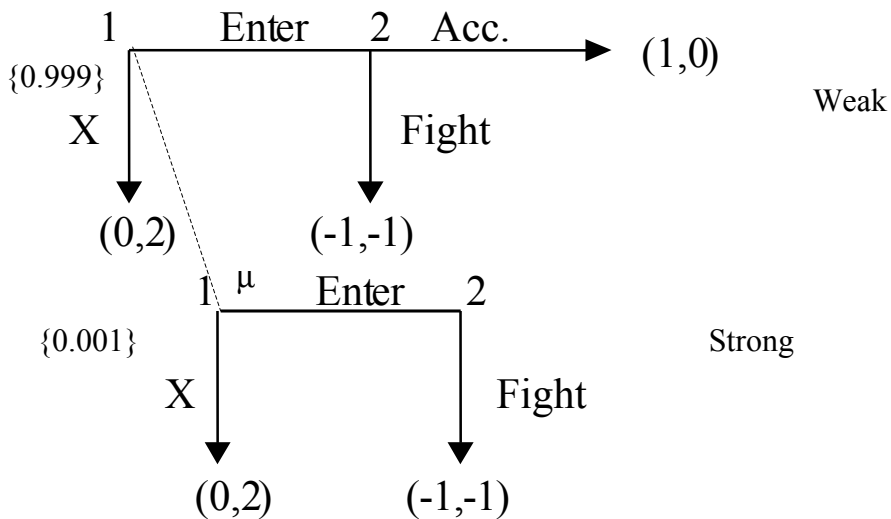 1 Enter 2 Acc. (1,0)
{0.999} Weak
X Fight
(0,2) (-1,-1)
1 μ Enter 2
{0.001} Strong
X Fight
(0,2) (-1,-1)